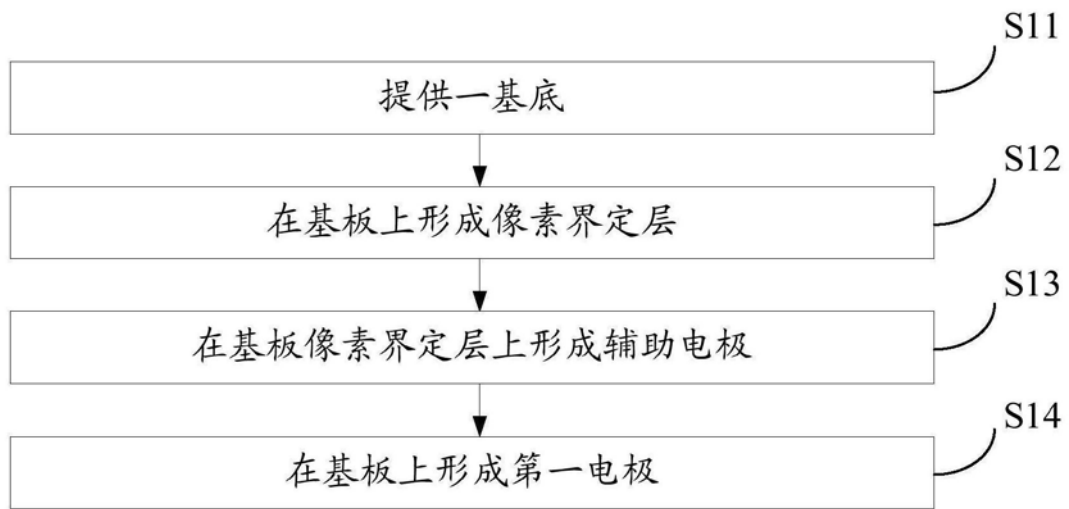 S11
提供一基底
S12
在基板上形成像素界定层
S13
在基板像素界定层上形成辅助电极
S14
在基板上形成第一电极